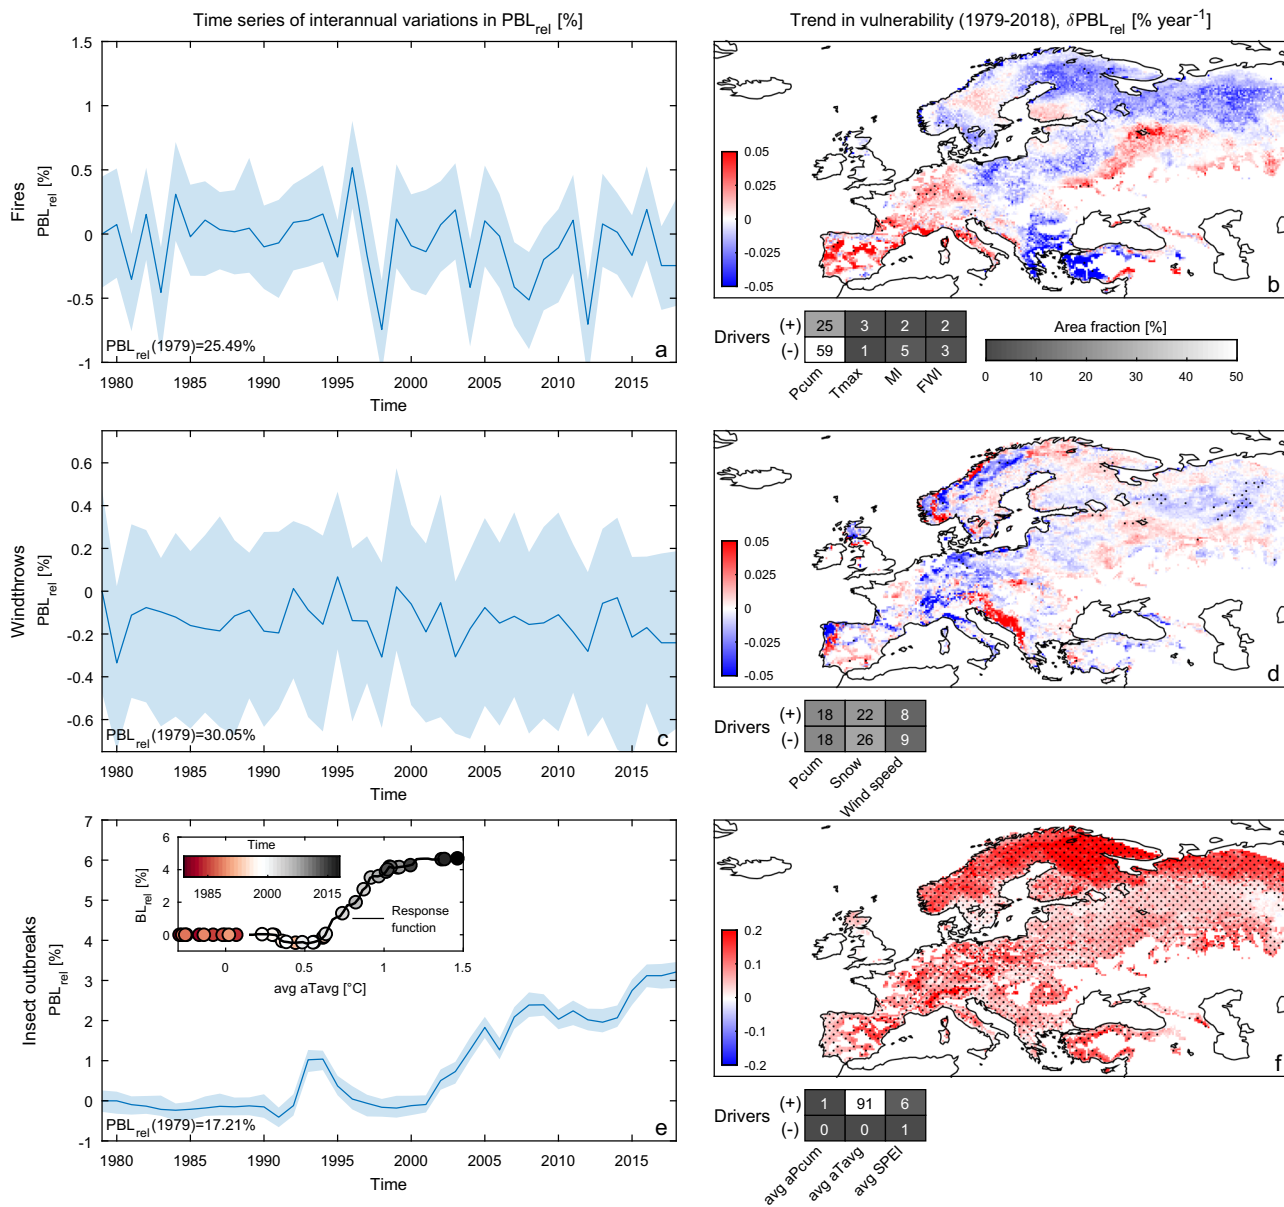 Time series of interannual variations in PBLrel [%]
Trend in vulnerability (1979-2018), δPBLrel [% year-1]
Fires
PBLrel [%]
1.5
1
0.5
0
-0.5
-1
PBLrel(1979)=25.49%
a
1980 1985 1990 1995 2000 2005 2010 2015
Time
0.05
0.025
0
-0.025
-0.05
b
Drivers
(+) 25 3 2 2
(-) 59 1 5 3
Pcum Tmax MI FWI
Area fraction [%]
0 10 20 30 40 50
Windthrows
PBLrel [%]
0.6
0.4
0.2
0
-0.2
-0.4
-0.6
PBLrel(1979)=30.05%
c
1980 1985 1990 1995 2000 2005 2010 2015
Time
0.05
0.025
0
-0.025
-0.05
d
Drivers
(+) 18 22 8
(-) 18 26 9
Pcum Snow Wind speed
Insect outbreaks
PBLrel [%]
7
6
5
4
3
2
1
0
-1
BLrel [%]
6
4
2
0
Time
1985 2000 2015
Response
function
0 0.5 1 1.5
avg aTavg [°C]
PBLrel(1979)=17.21%
e
1980 1985 1990 1995 2000 2005 2010 2015
Time
0.2
0.1
0
-0.1
-0.2
f
Drivers
(+) 1 91 6
(-) 0 0 1
avg aPcum avg aTavg avg SPEI